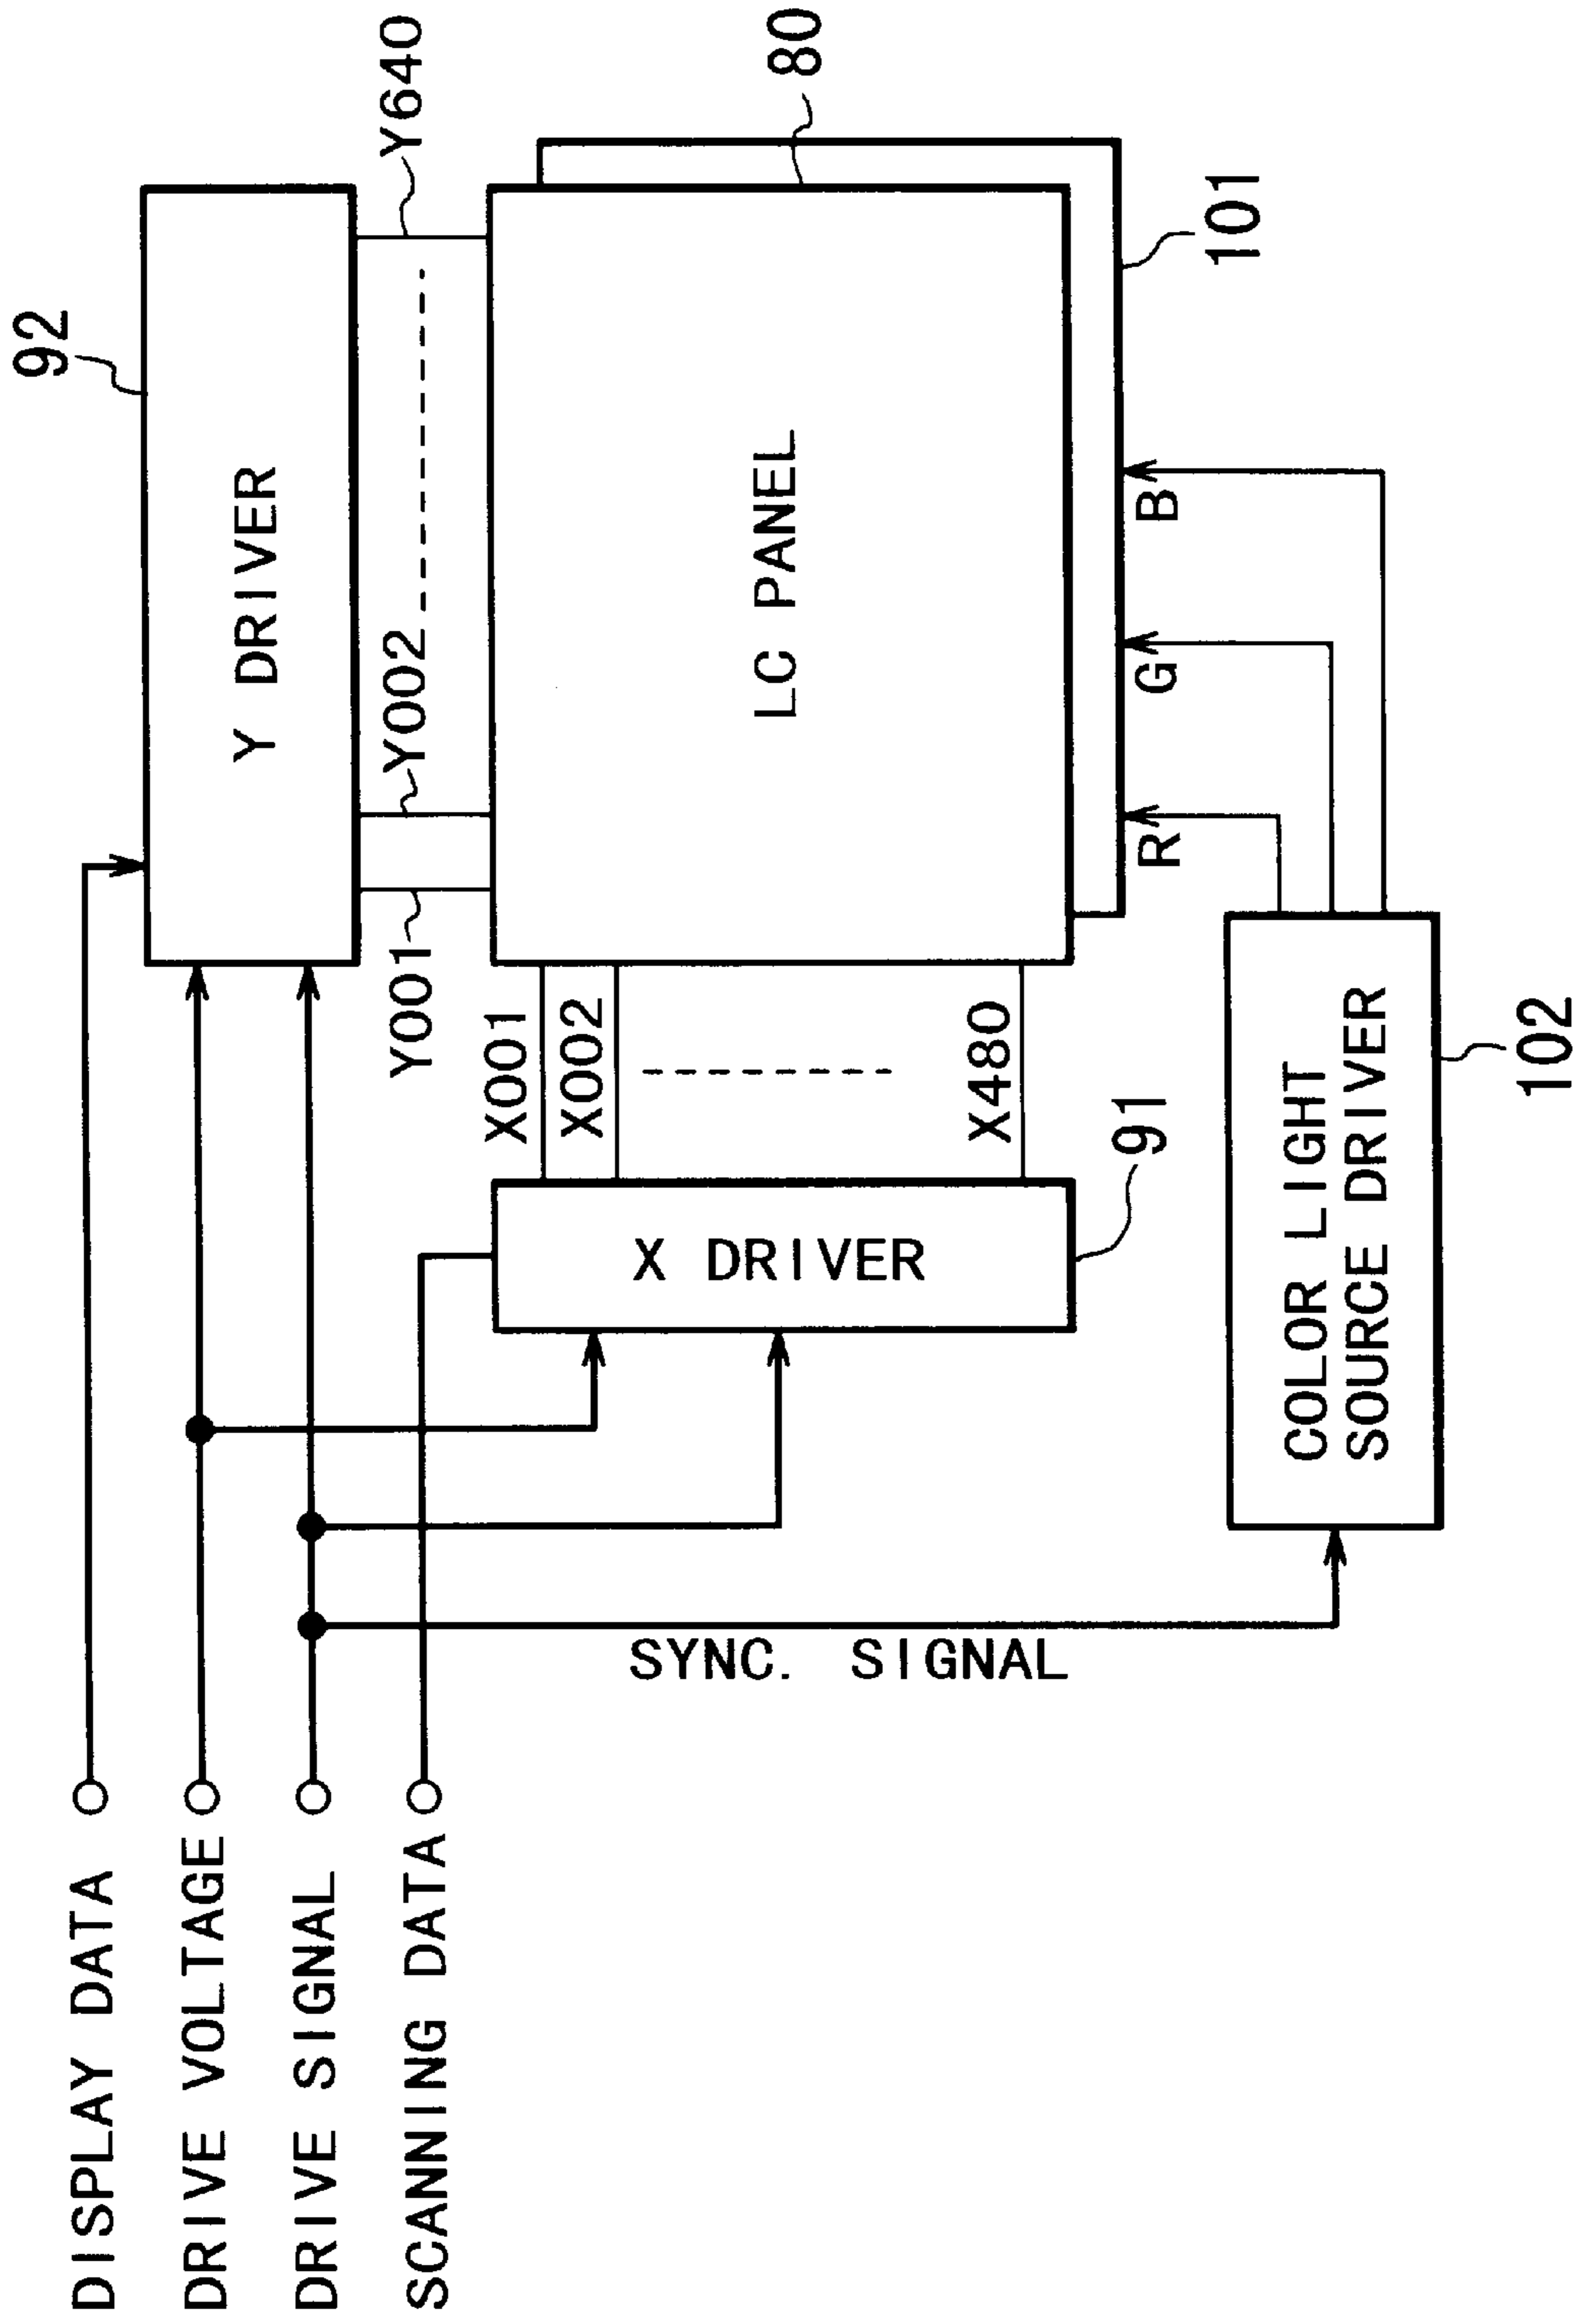 92
Y DRIVER
Y640
Y001
Y002
80
LC PANEL
X001
X002
X480
X DRIVER
91
101
R
G
B
COLOR LIGHT
SOURCE DRIVER
102
DISPLAY DATA
DRIVE VOLTAGE
DRIVE SIGNAL
SCANNING DATA
SYNC. SIGNAL